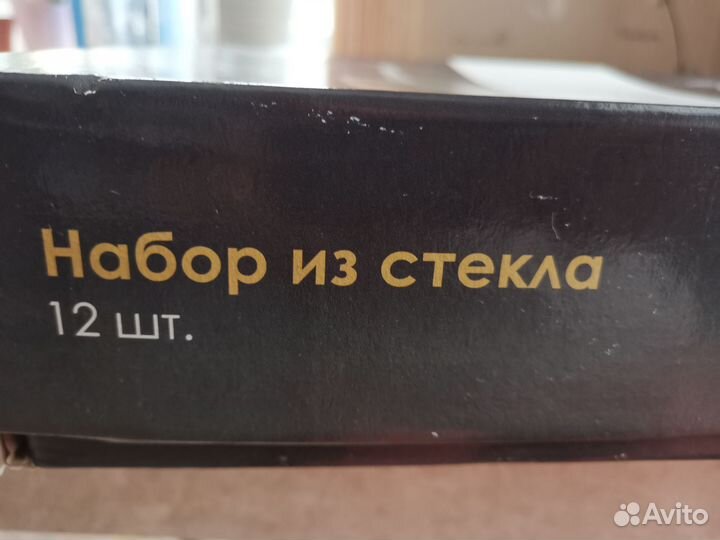 Набор из стекла
12 шт.
Avito